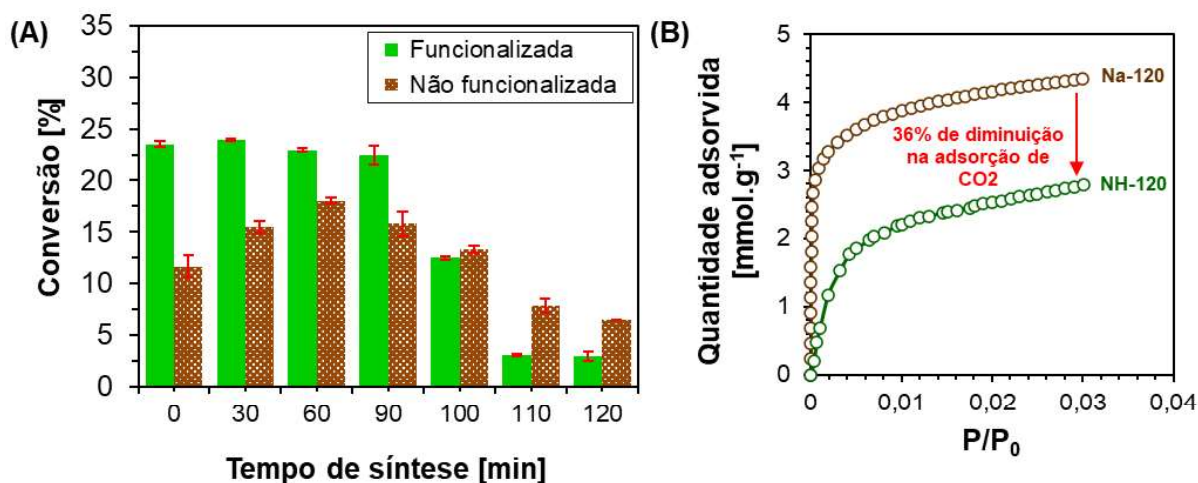 (A)
Conversão [%]
35
30
25
20
15
10
5
0
Funcionalizada
Não funcionalizada
0 30 60 90 100 110 120
Tempo de síntese [min]
(B)
Quantidade adsorvida
[mmol.g-1]
5
4
3
2
1
0
Na-120
36% de diminuição
na adsorção de
CO2
NH-120
0 0,01 0,02 0,03 0,04
P/P0